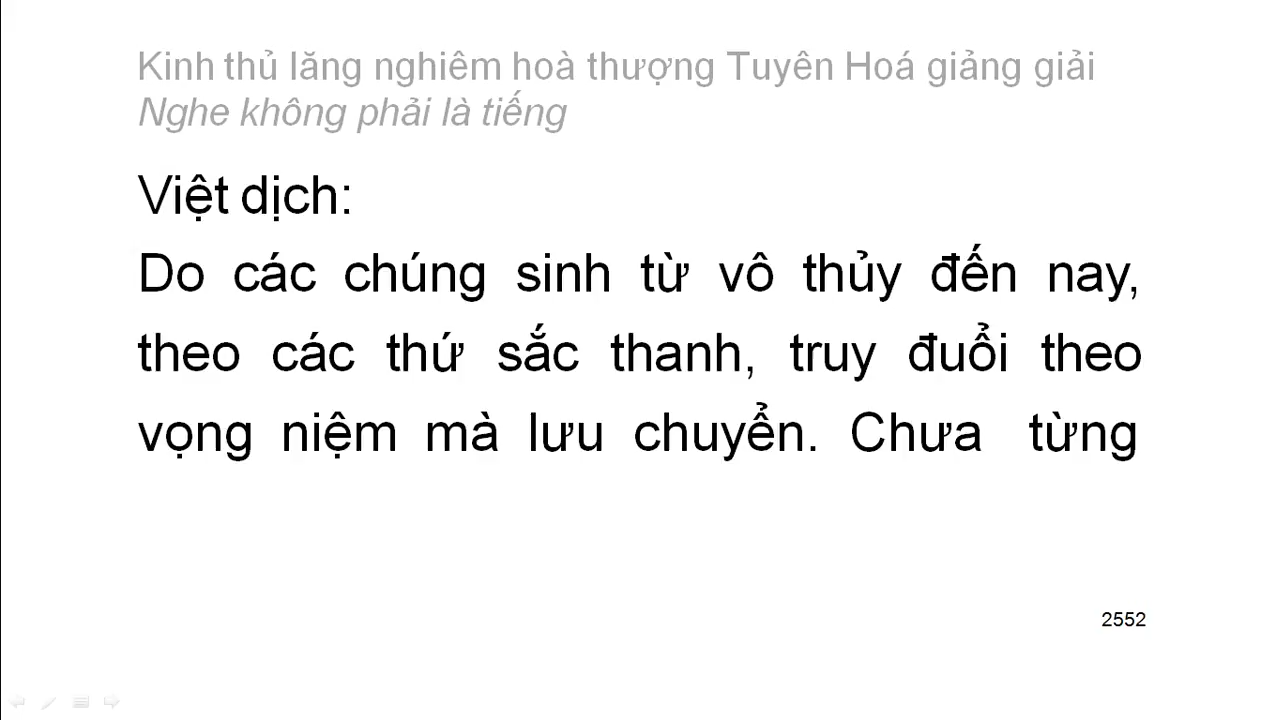 Kinh thủ lăng nghiêm hoà thượng Tuyên Hoá giảng giải
Nghe không phải là tiếng
Việt dịch:
Do các chúng sinh từ vô thủy đến nay,
theo các thứ sắc thanh, truy đuổi theo
vọng niệm mà lưu chuyển. Chưa từng
2552